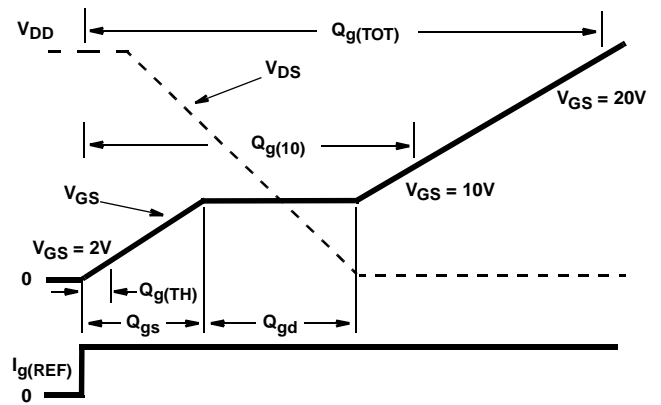 V_DD
Q_g(TOT)
V_DS
V_GS = 20V
Q_g(10)
V_GS
V_GS = 10V
V_GS = 2V
0
Q_g(TH)
Q_gs
Q_gd
I_g(REF)
0